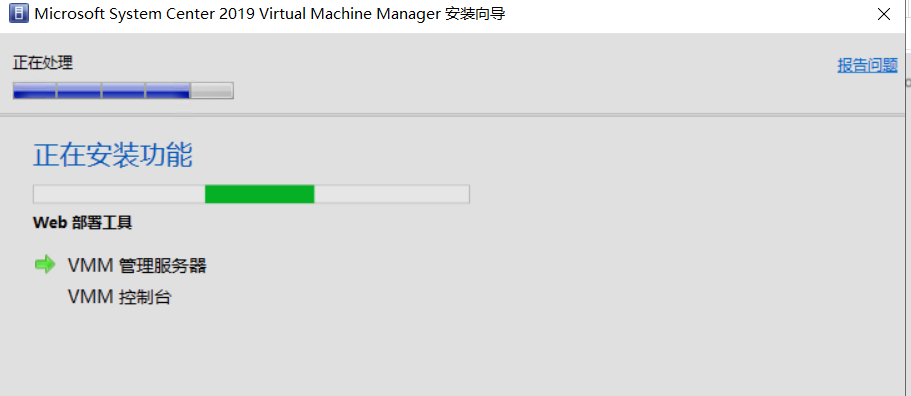 Microsoft System Center 2019 Virtual Machine Manager 安装向导
正在处理
报告问题
正在安装功能
Web 部署工具
VMM 管理服务器
VMM 控制台